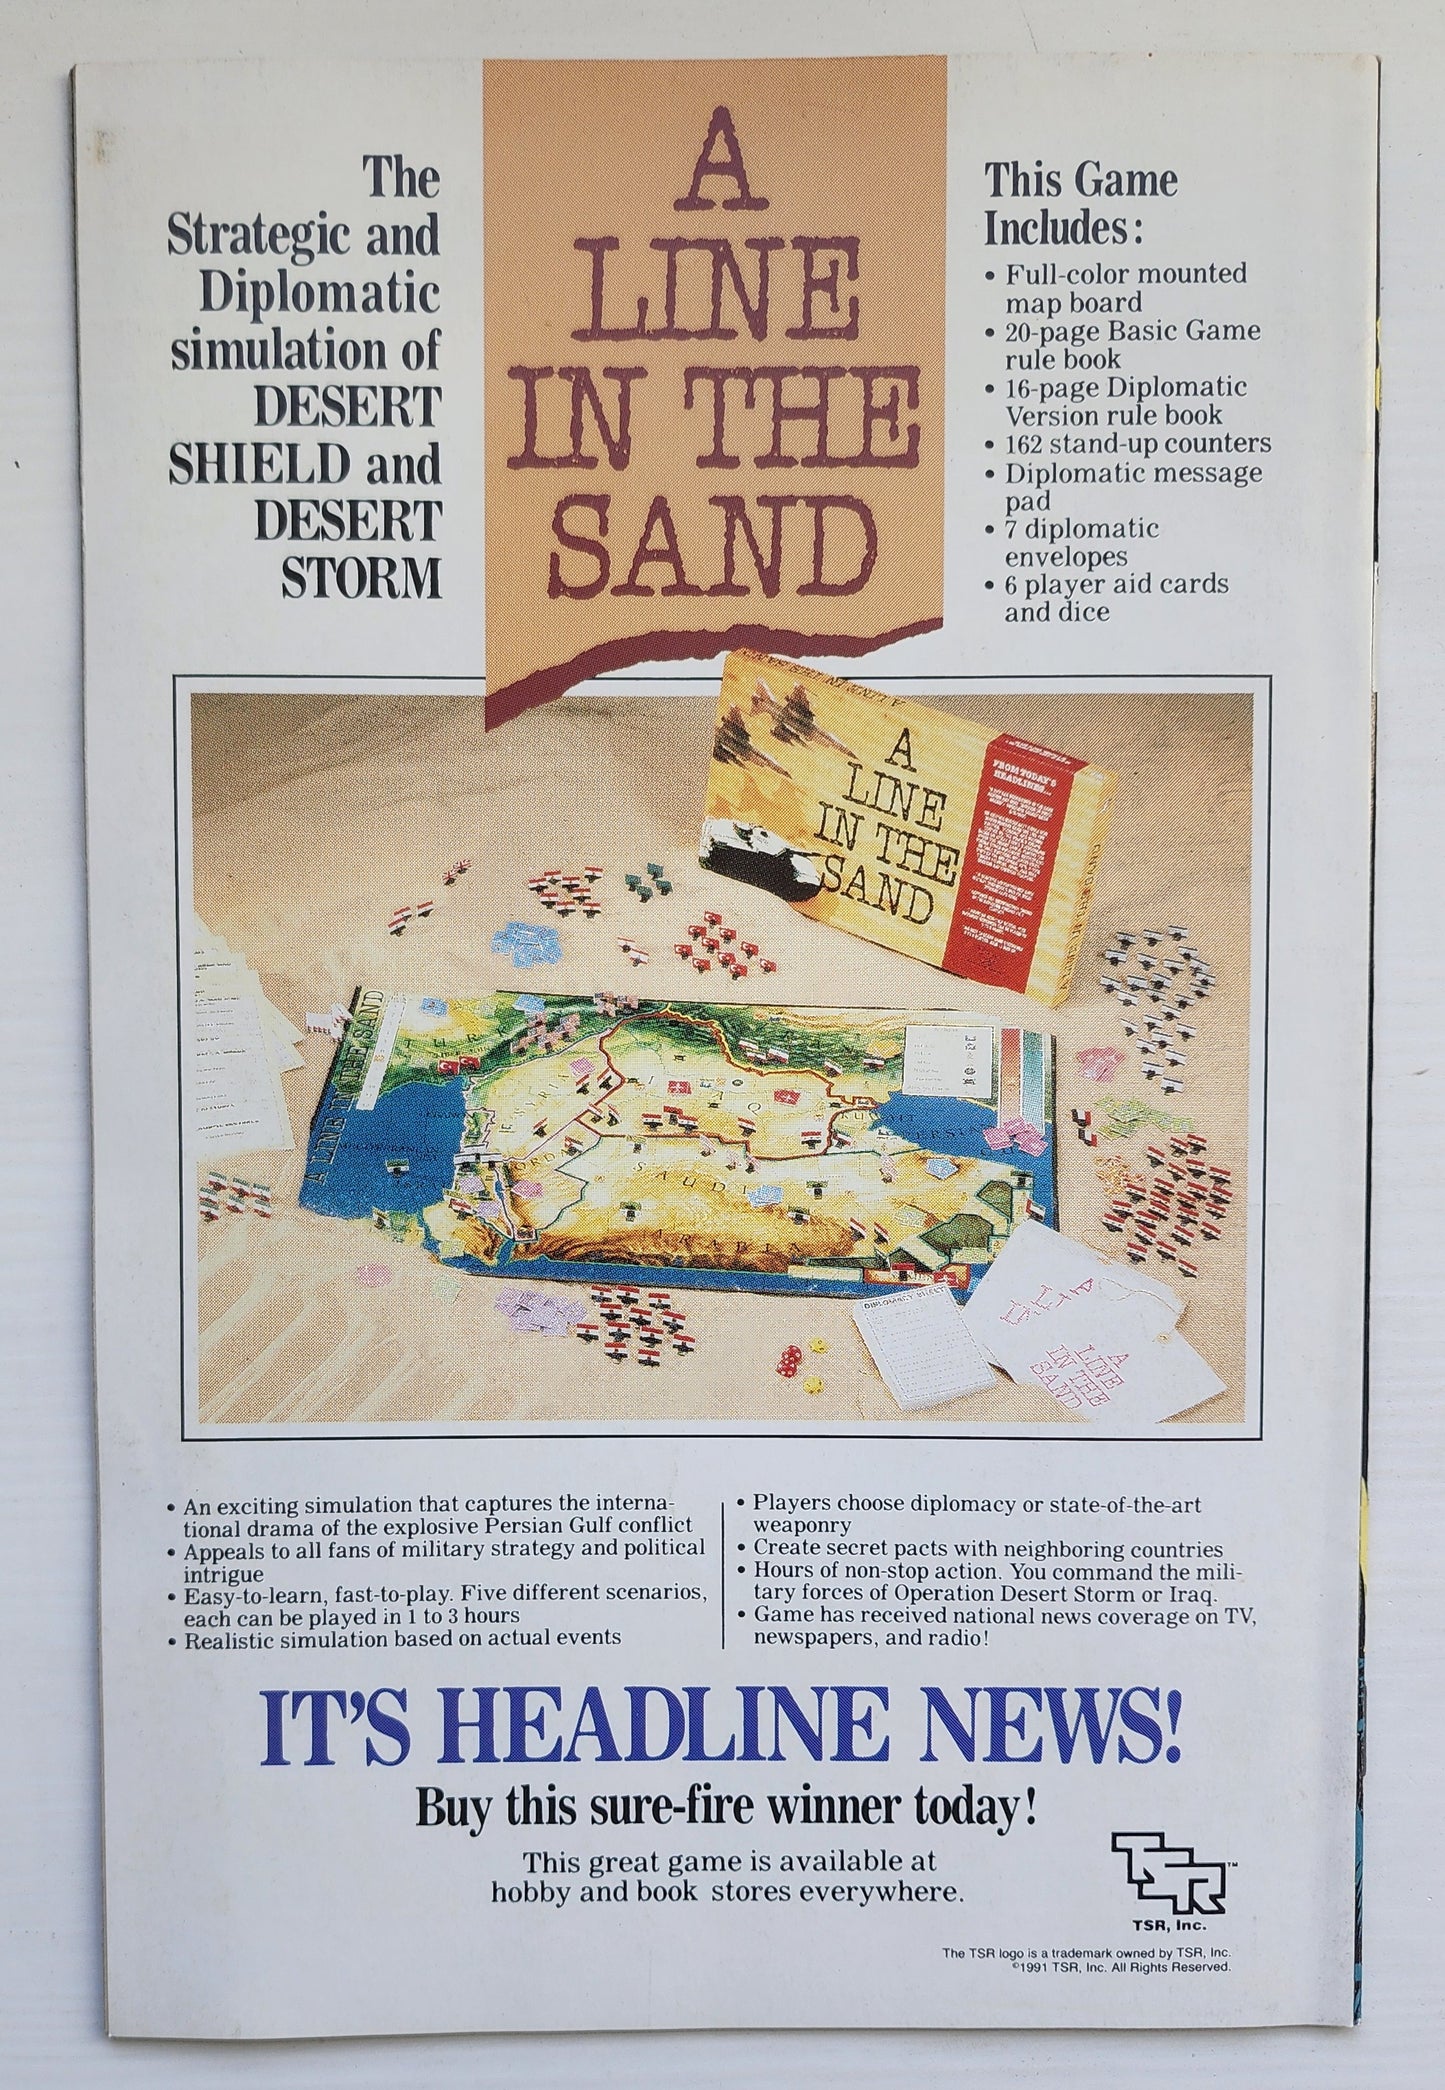 The
Strategic and
Diplomatic
simulation of
DESERT
SHIELD and
DESERT
STORM
A
LINE
IN THE
SAND
This Game
Includes:
• Full-color mounted
map board
• 20-page Basic Game
rule book
• 16-page Diplomatic
Version rule book
• 162 stand-up counters
• Diplomatic message
pad
• 7 diplomatic
envelopes
• 6 player aid cards
and dice
A
LINE
IN THE
SAND
FROM TODAY'S
HEADLINES...
A LINE IN THE SAND
SYRIA
SAUDI
ARABIA
DIPLOMACY SHEET
A
LINE
IN THE
SAND
• An exciting simulation that captures the interna-
tional drama of the explosive Persian Gulf conflict
• Appeals to all fans of military strategy and political
intrigue
• Easy-to-learn, fast-to-play. Five different scenarios,
each can be played in 1 to 3 hours
• Realistic simulation based on actual events
• Players choose diplomacy or state-of-the-art
weaponry
• Create secret pacts with neighboring countries
• Hours of non-stop action. You command the mili-
tary forces of Operation Desert Storm or Iraq.
• Game has received national news coverage on TV,
newspapers, and radio!
IT'S HEADLINE NEWS!
Buy this sure-fire winner today!
This great game is available at
hobby and book stores everywhere.
TSR™
TSR, Inc.
The TSR logo is a trademark owned by TSR, Inc.
©1991 TSR, Inc. All Rights Reserved.